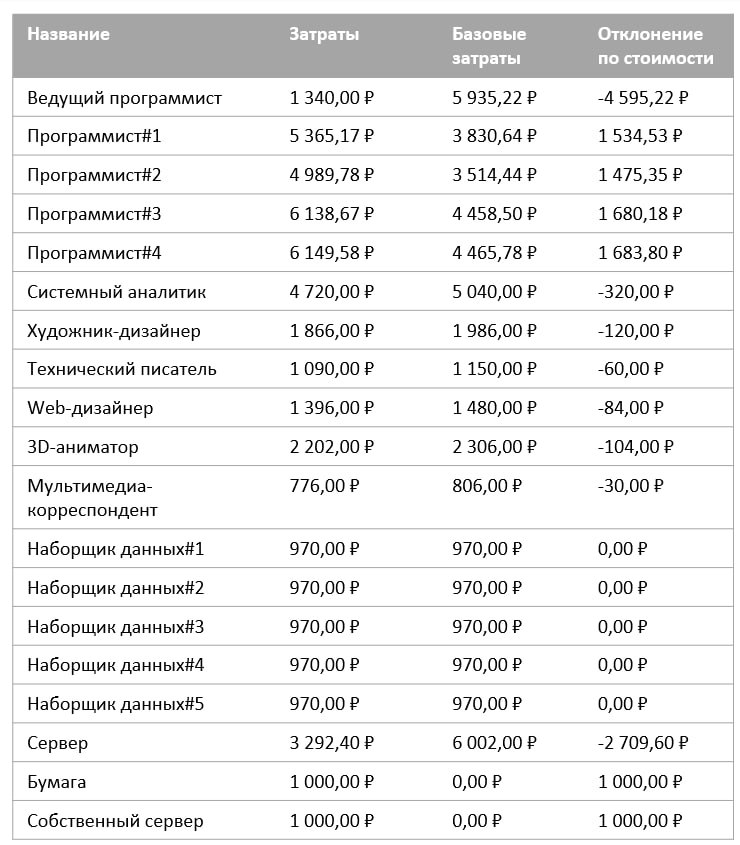 Название Затраты Базовые затраты Отклонение по стоимости
Ведущий программист 1 340,00 ₽ 5 935,22 ₽ -4 595,22 ₽
Программист#1 5 365,17 ₽ 3 830,64 ₽ 1 534,53 ₽
Программист#2 4 989,78 ₽ 3 514,44 ₽ 1 475,35 ₽
Программист#3 6 138,67 ₽ 4 458,50 ₽ 1 680,18 ₽
Программист#4 6 149,58 ₽ 4 465,78 ₽ 1 683,80 ₽
Системный аналитик 4 720,00 ₽ 5 040,00 ₽ -320,00 ₽
Художник-дизайнер 1 866,00 ₽ 1 986,00 ₽ -120,00 ₽
Технический писатель 1 090,00 ₽ 1 150,00 ₽ -60,00 ₽
Web-дизайнер 1 396,00 ₽ 1 480,00 ₽ -84,00 ₽
3D-аниматор 2 202,00 ₽ 2 306,00 ₽ -104,00 ₽
Мультимедиа- 776,00 ₽ 806,00 ₽ -30,00 ₽
корреспондент
Наборщик данных#1 970,00 ₽ 970,00 ₽ 0,00 ₽
Наборщик данных#2 970,00 ₽ 970,00 ₽ 0,00 ₽
Наборщик данных#3 970,00 ₽ 970,00 ₽ 0,00 ₽
Наборщик данных#4 970,00 ₽ 970,00 ₽ 0,00 ₽
Наборщик данных#5 970,00 ₽ 970,00 ₽ 0,00 ₽
Сервер 3 292,40 ₽ 6 002,00 ₽ -2 709,60 ₽
Бумага 1 000,00 ₽ 0,00 ₽ 1 000,00 ₽
Собственный сервер 1 000,00 ₽ 0,00 ₽ 1 000,00 ₽